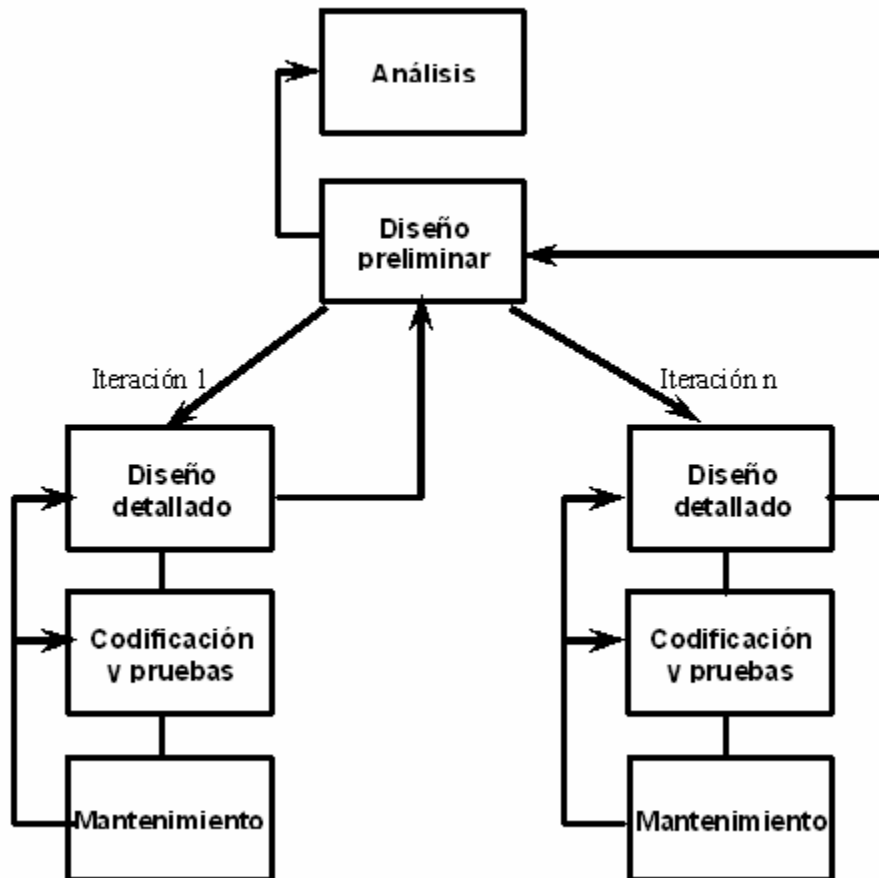 Análisis
Diseño
preliminar
Iteración 1
Iteración n
Diseño
detallado
Diseño
detallado
Codificación
y pruebas
Codificación
y pruebas
Mantenimiento
Mantenimiento